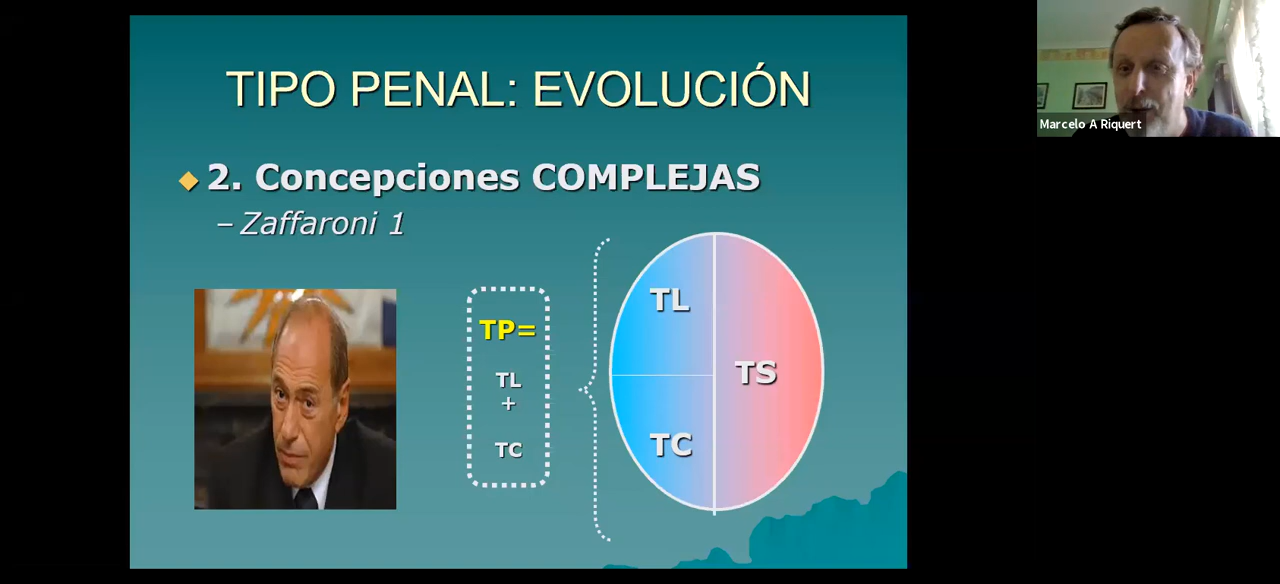 TIPO PENAL: EVOLUCIÓN
2. Concepciones COMPLEJAS
– Zaffaroni 1
TP=
TL
+
TC
TL
TS
TC
Marcelo A Riquert